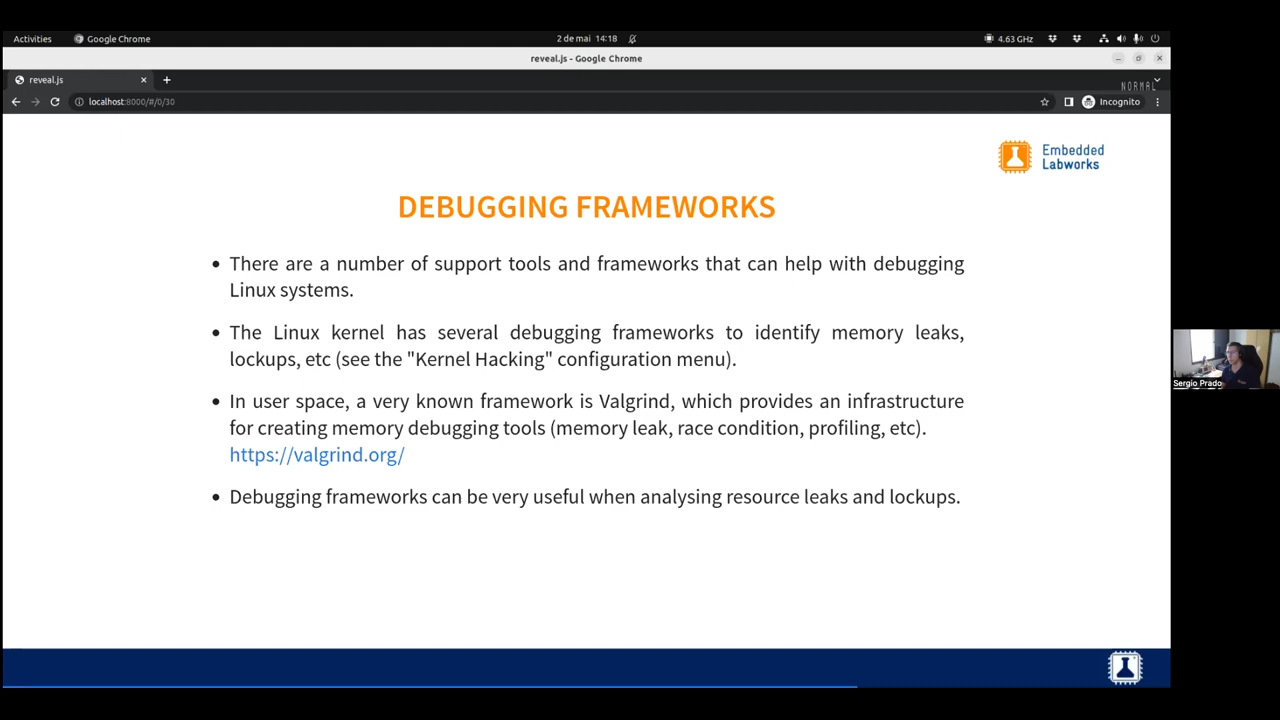 Activities
Google Chrome
2 de mai 14:18
4.63 GHz
reveal.js - Google Chrome
reveal.js
NORMAL
localhost:8000/#/0/30
Incognito
Embedded
Labworks
DEBUGGING FRAMEWORKS
• There are a number of support tools and frameworks that can help with debugging
Linux systems.
• The Linux kernel has several debugging frameworks to identify memory leaks,
lockups, etc (see the "Kernel Hacking" configuration menu).
• In user space, a very known framework is Valgrind, which provides an infrastructure
for creating memory debugging tools (memory leak, race condition, profiling, etc).
https://valgrind.org/
• Debugging frameworks can be very useful when analysing resource leaks and lockups.
Sergio Prado